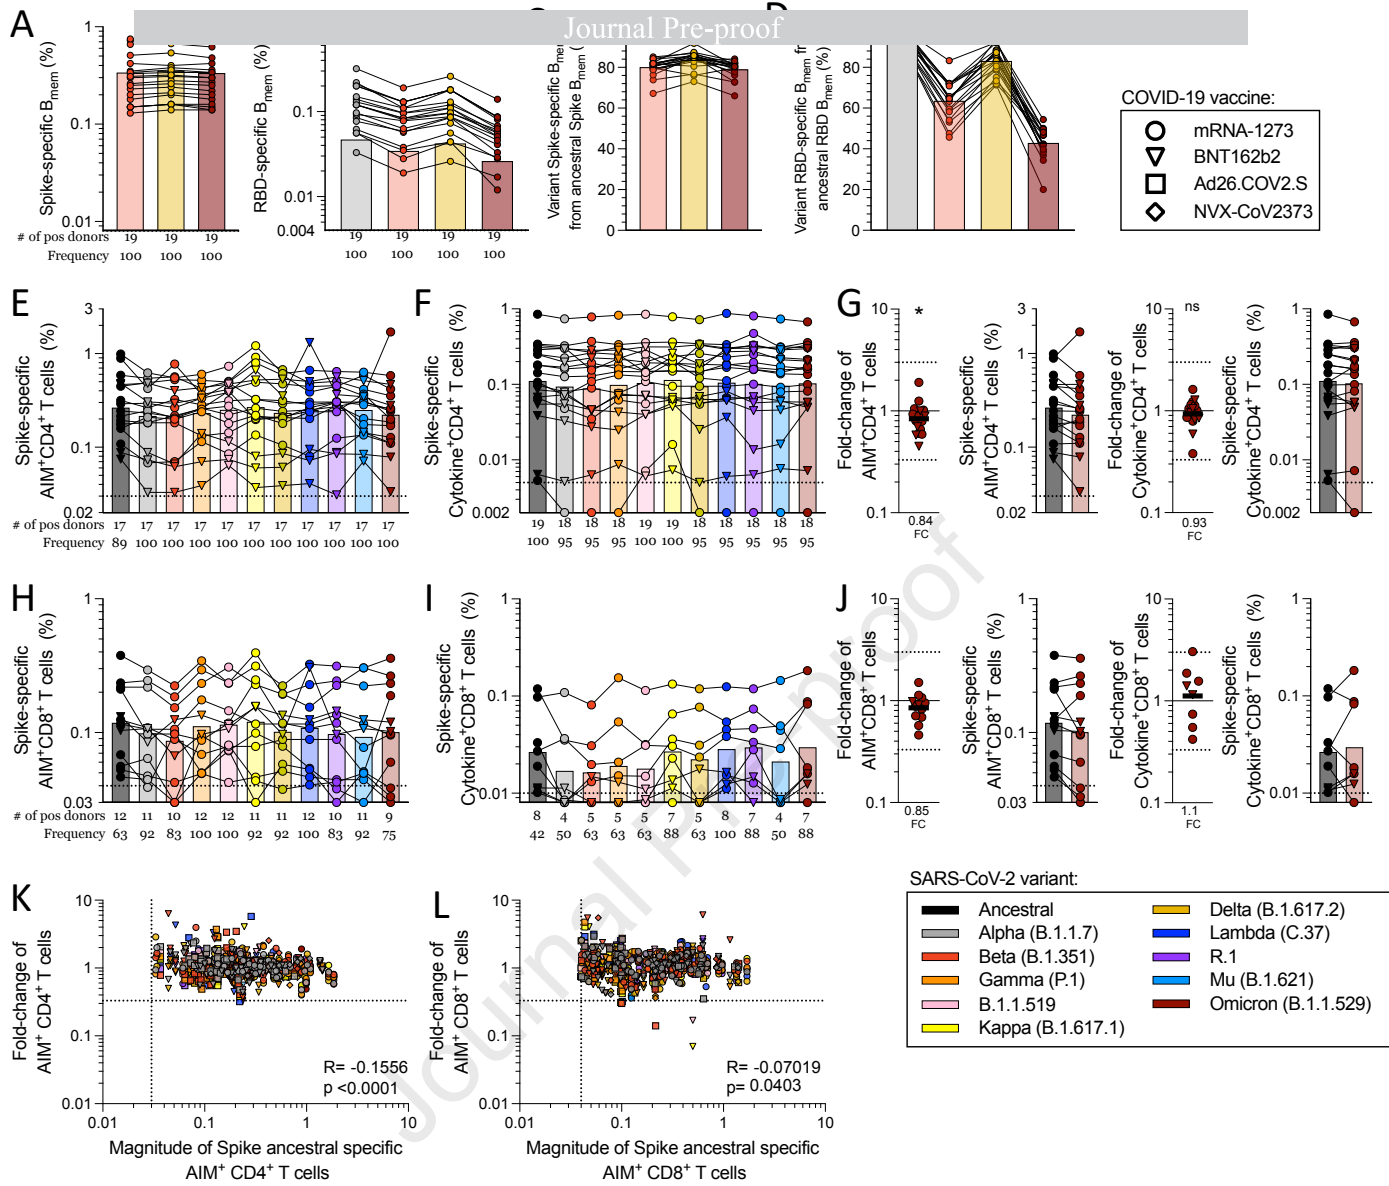 A
Journal Pre-proof
Spike-specific B_mem (%)
1
0.1
0.01
# of pos donors 19 19 19
Frequency 100 100 100
RBD-specific B_mem (%)
0.1
0.01
0.004
19 19 19 19
100 100 100 100
Variant Spike-specific B_mem
from ancestral Spike B_mem (
80
60
40
20
0
Variant RBD-specific B_mem fr
ancestral RBD B_mem (%)
80
60
40
20
0
COVID-19 vaccine:
mRNA-1273
BNT162b2
Ad26.COV2.S
NVX-CoV2373
E
Spike-specific
AIM⁺CD4⁺ T cells (%)
3
1
0.1
0.02
# of pos donors 17 17 17 17 17 17 17 17 17 17 17
Frequency 89 100 100 100 100 100 100 100 100 100 100
F
Spike-specific
Cytokine⁺CD4⁺ T cells (%)
1
0.1
0.01
0.002
19 18 18 18 19 19 18 18 18 18 18
100 95 95 95 100 100 95 95 95 95 95
G
Fold-change of
AIM⁺CD4⁺ T cells
10
1
0.1
*
0.84
FC
Spike-specific
AIM⁺CD4⁺ T cells (%)
3
1
0.1
0.02
Fold-change of
Cytokine⁺CD4⁺ T cells
10
1
0.1
ns
0.93
FC
Spike-specific
Cytokine⁺CD4⁺ T cells (%)
1
0.1
0.01
0.002
H
Spike-specific
AIM⁺CD8⁺ T cells (%)
1
0.1
0.03
# of pos donors 12 11 10 12 12 11 11 12 10 11 9
Frequency 63 92 83 100 100 92 92 100 83 92 75
I
Spike-specific
Cytokine⁺CD8⁺ T cells (%)
1
0.1
0.01
8 4 5 5 5 7 5 8 7 4 7
42 50 63 63 63 88 63 100 88 50 88
J
Fold-change of
AIM⁺CD8⁺ T cells
10
1
0.1
0.85
FC
Spike-specific
AIM⁺CD8⁺ T cells (%)
1
0.1
0.03
Fold-change of
Cytokine⁺CD8⁺ T cells
10
1
0.1
1.1
FC
Spike-specific
Cytokine⁺CD8⁺ T cells (%)
1
0.1
0.01
K
Fold-change of
AIM⁺ CD4⁺ T cells
10
1
0.1
0.01
R= -0.1556
p <0.0001
0.01 0.1 1 10
Magnitude of Spike ancestral specific
AIM⁺ CD4⁺ T cells
L
Fold-change of
AIM⁺ CD8⁺ T cells
10
1
0.1
0.01
R= -0.07019
p= 0.0403
0.01 0.1 1 10
Magnitude of Spike ancestral specific
AIM⁺ CD8⁺ T cells
SARS-CoV-2 variant:
Ancestral
Alpha (B.1.1.7)
Beta (B.1.351)
Gamma (P.1)
B.1.1.519
Kappa (B.1.617.1)
Delta (B.1.617.2)
Lambda (C.37)
R.1
Mu (B.1.621)
Omicron (B.1.1.529)
Journal Pre-proof